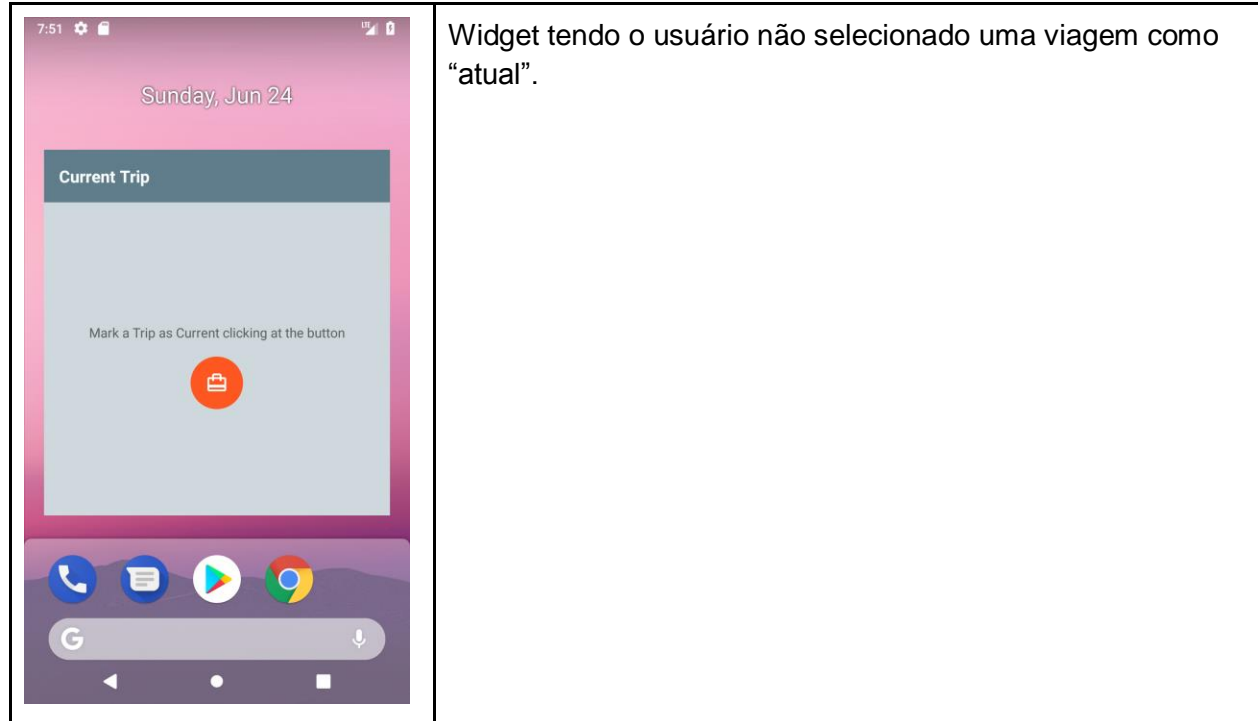 7:51
LTE
Sunday, Jun 24
Current Trip
Mark a Trip as Current clicking at the button
G
Widget tendo o usuário não selecionado uma viagem como
“atual”.